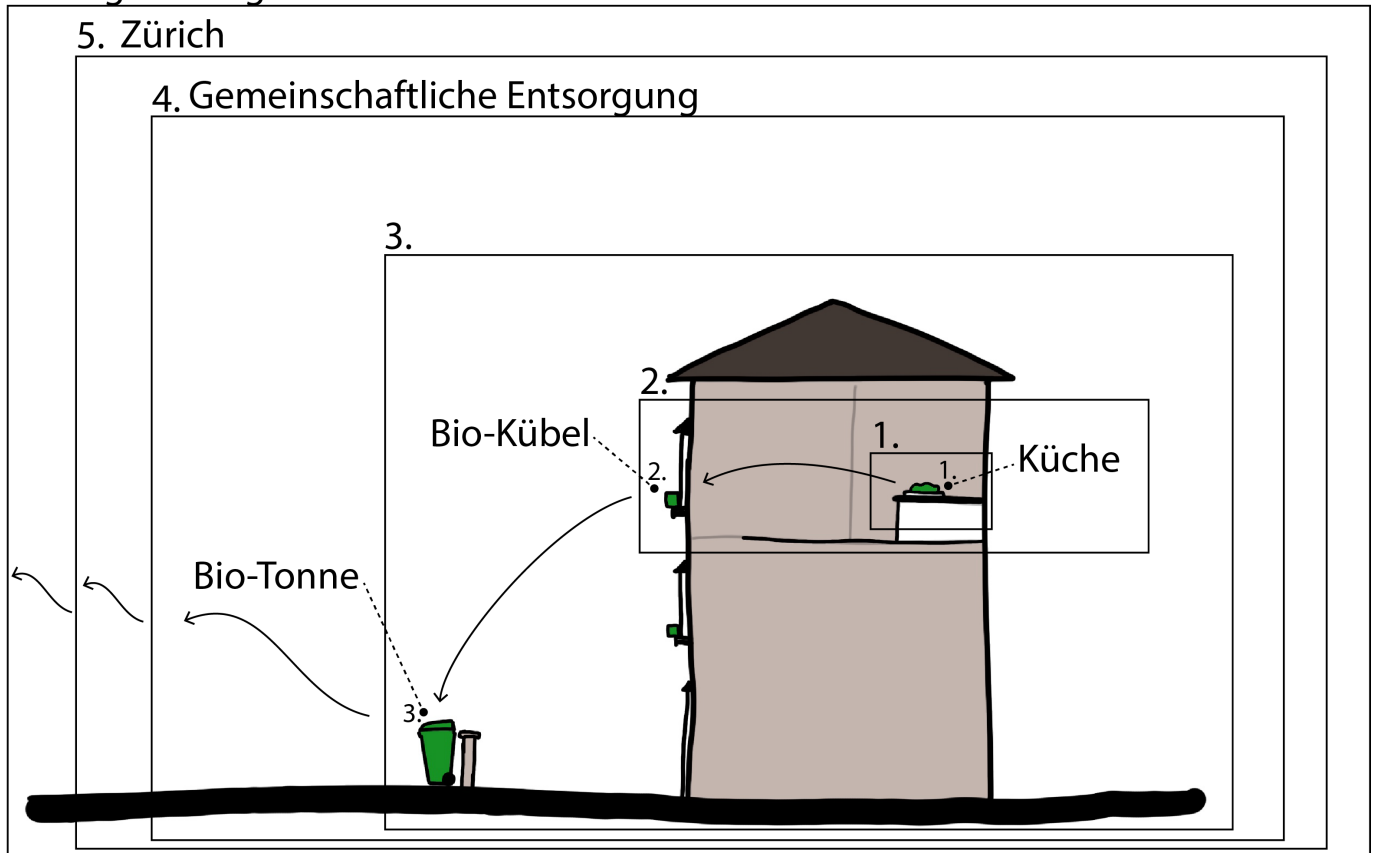 5. Zürich
4. Gemeinschaftliche Entsorgung
3.
2.
Bio-Kübel
1.
Küche
2.
1.
Bio-Tonne
3.